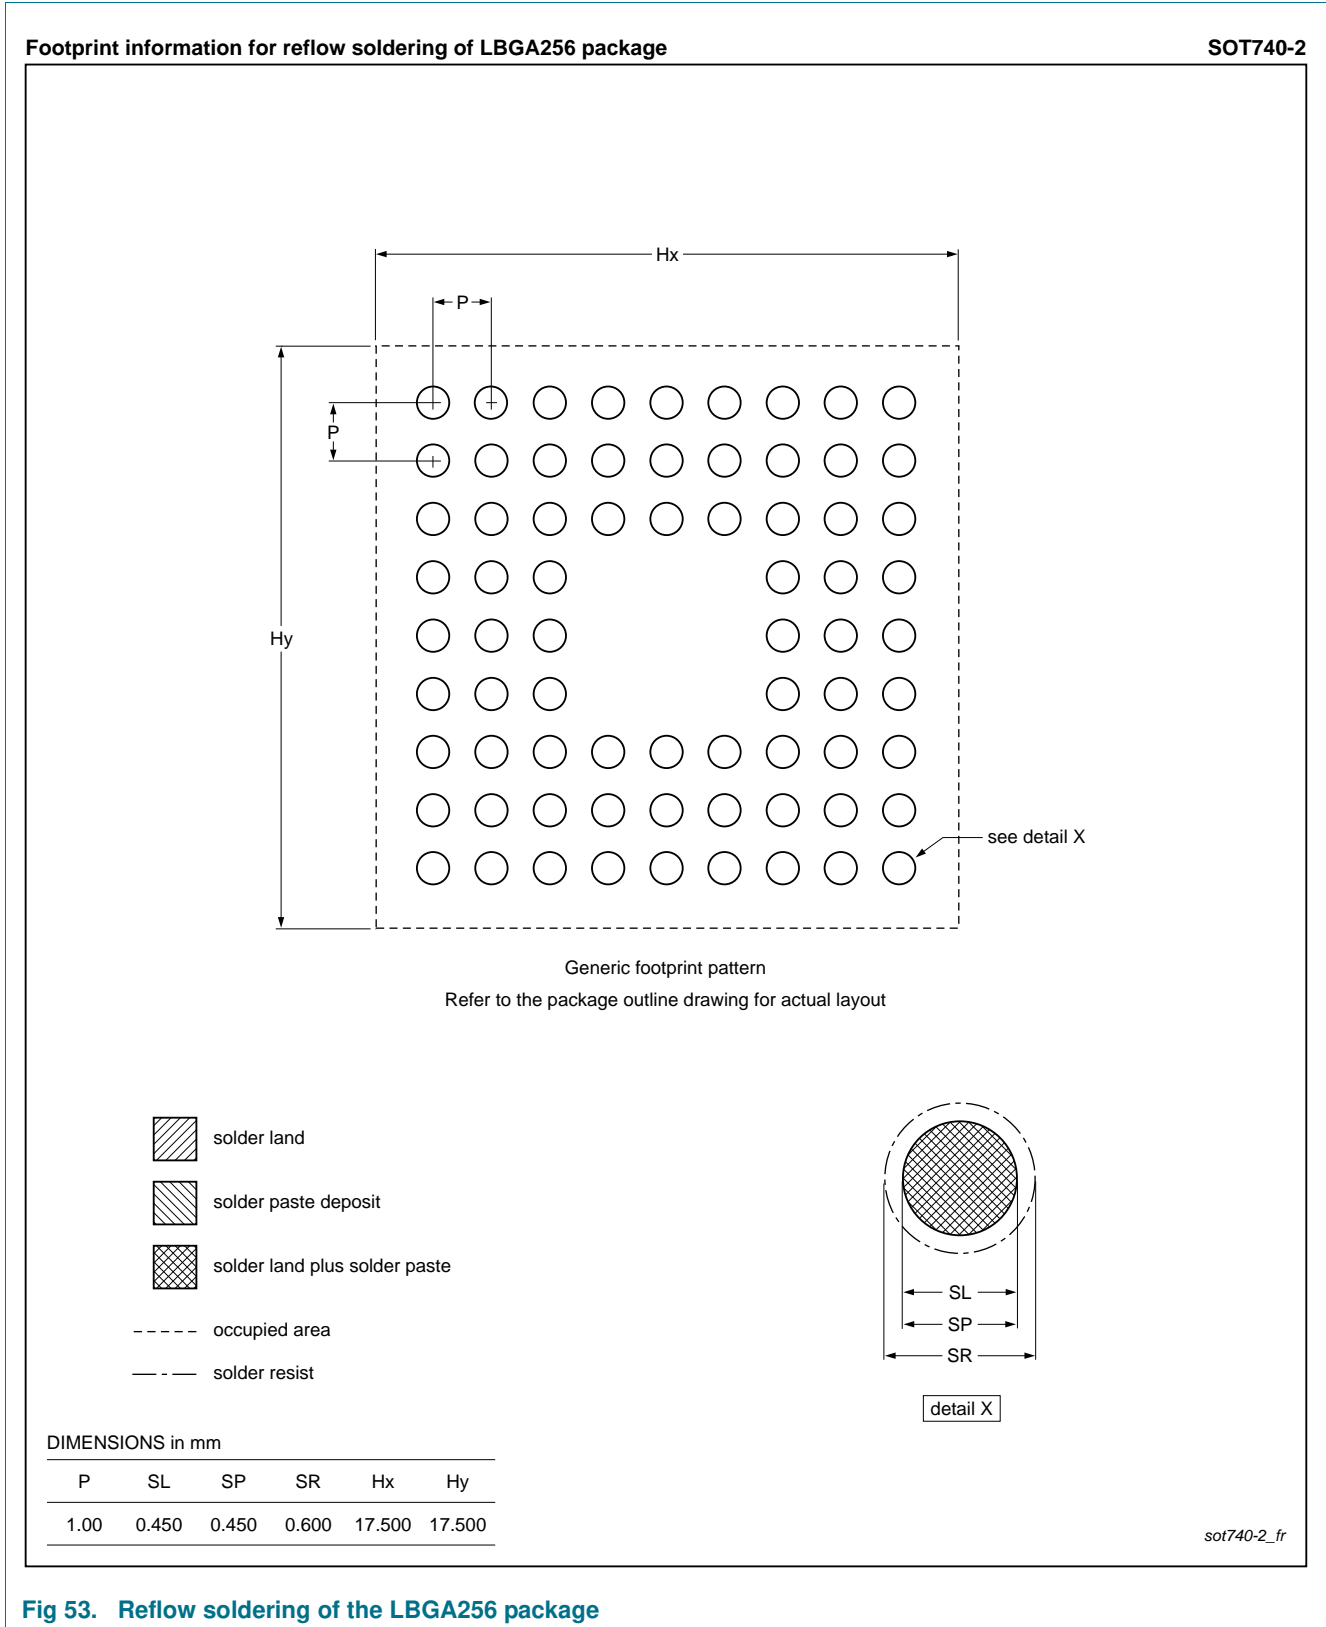 Footprint information for reflow soldering of LBGA256 package SOT740-2
Hx
P
P
Hy
see detail X
Generic footprint pattern
Refer to the package outline drawing for actual layout
solder land
solder paste deposit
solder land plus solder paste
occupied area
solder resist
SL
SP
SR
detail X
DIMENSIONS in mm
P SL SP SR Hx Hy
1.00 0.450 0.450 0.600 17.500 17.500
sot740-2_fr
Fig 53. Reflow soldering of the LBGA256 package